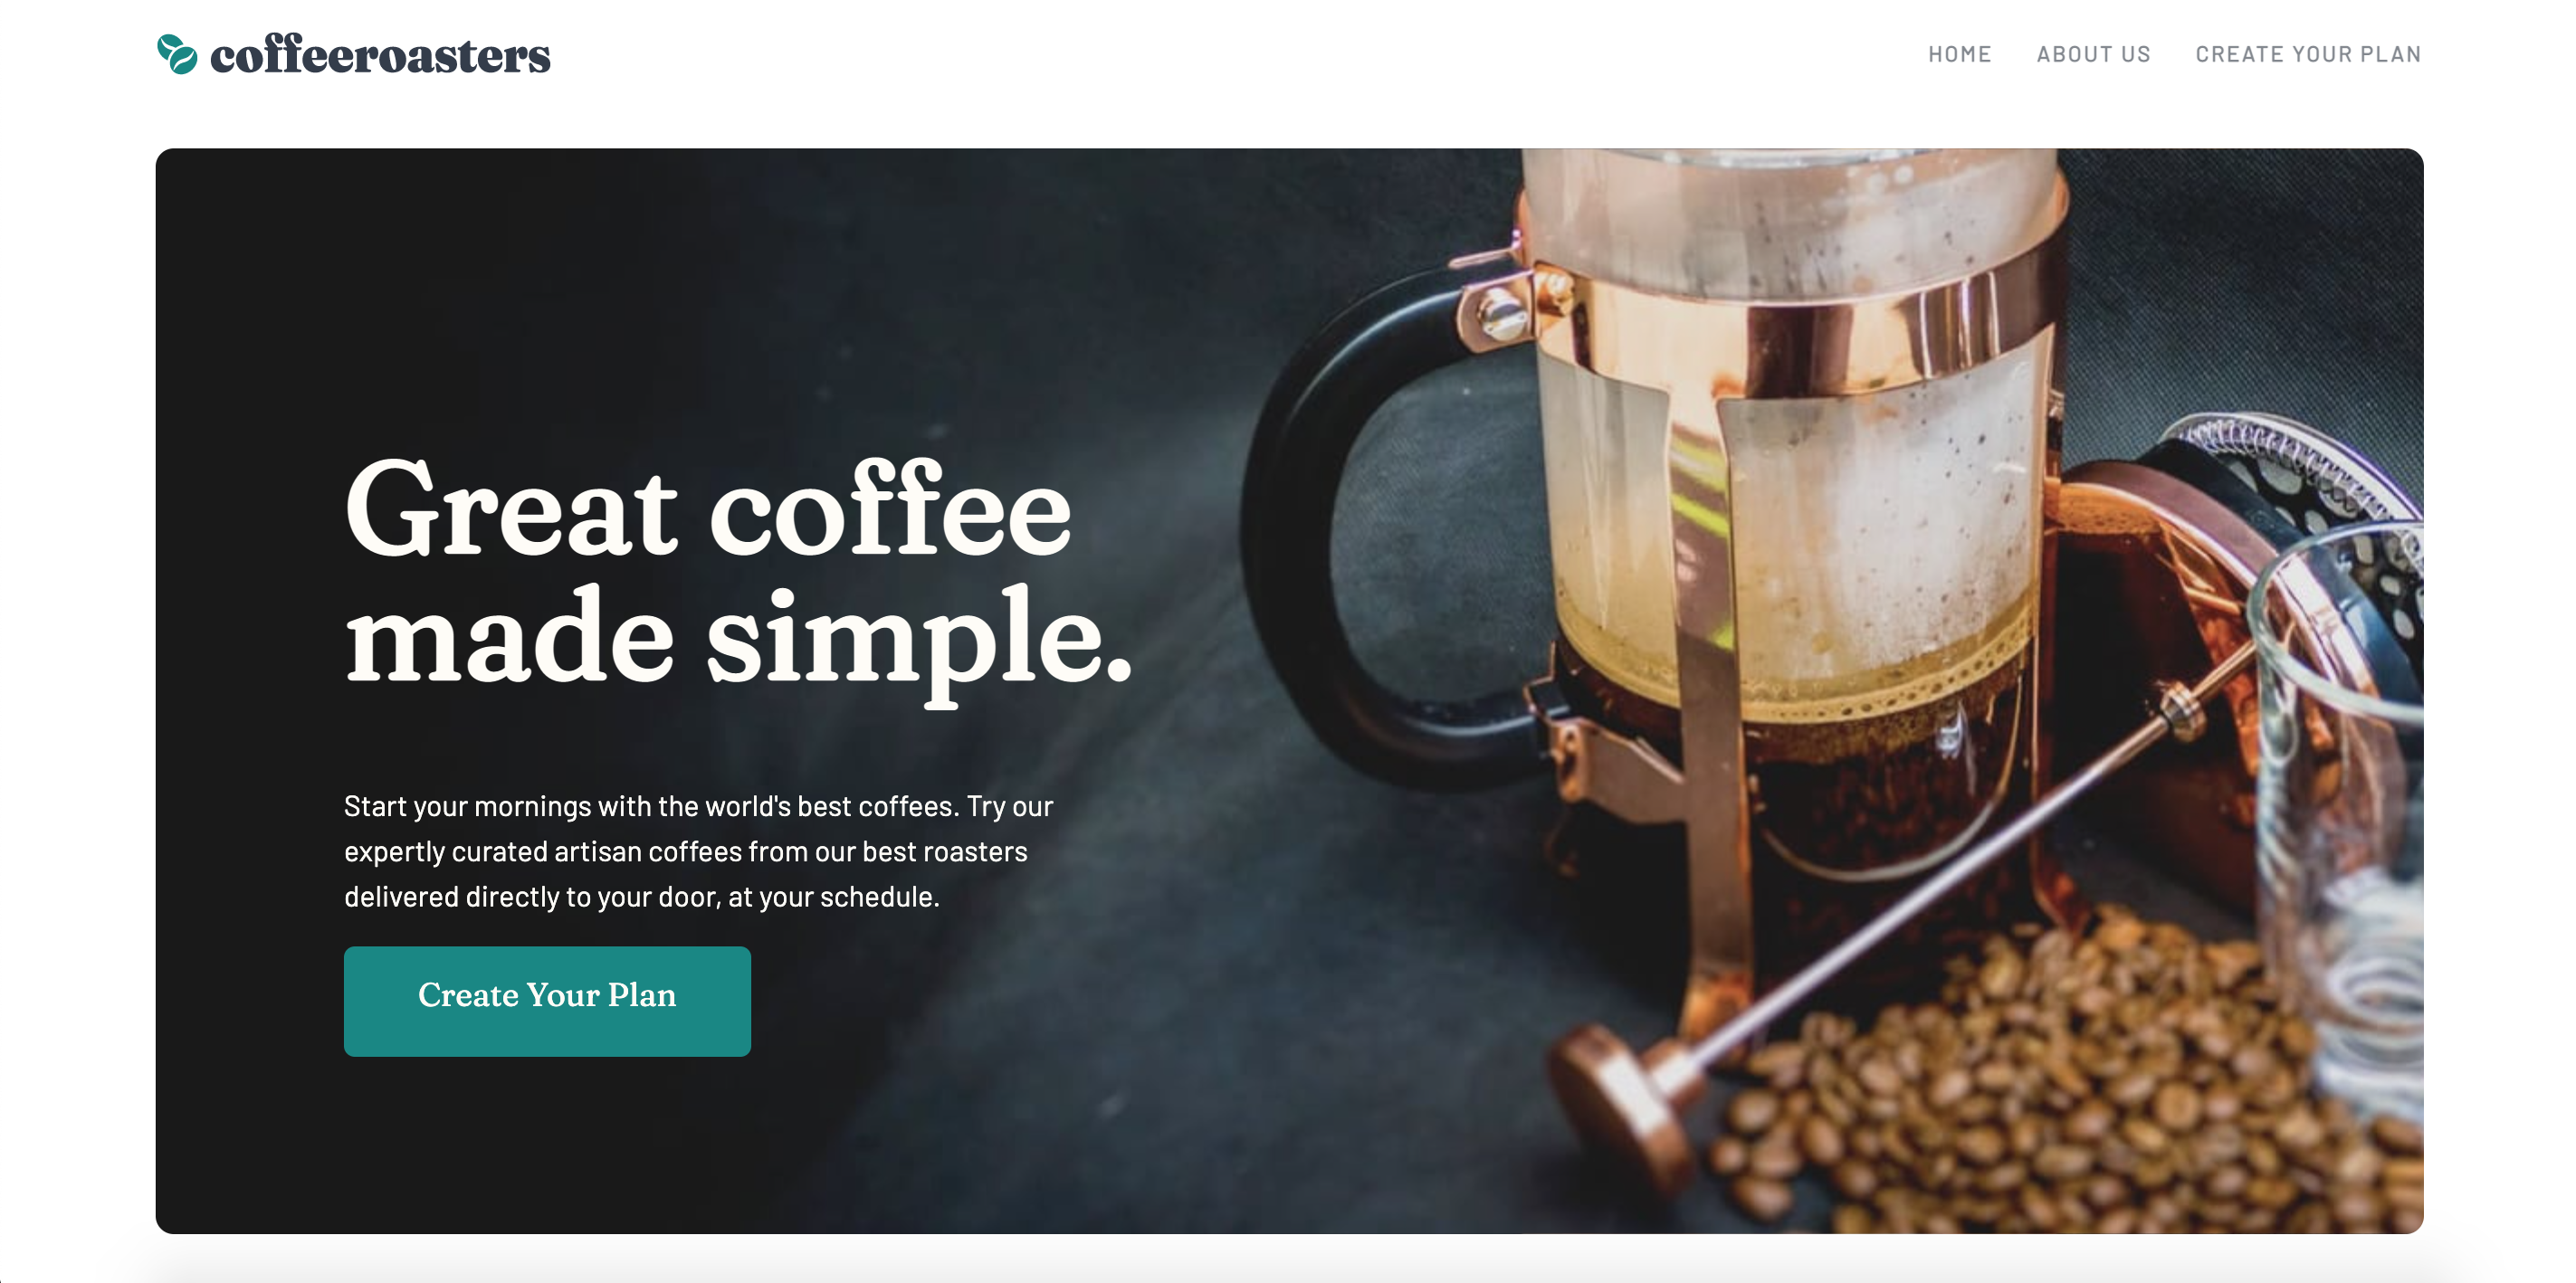 coffeeroasters
HOME ABOUT US CREATE YOUR PLAN
Great coffee
made simple.
Start your mornings with the world's best coffees. Try our
expertly curated artisan coffees from our best roasters
delivered directly to your door, at your schedule.
Create Your Plan